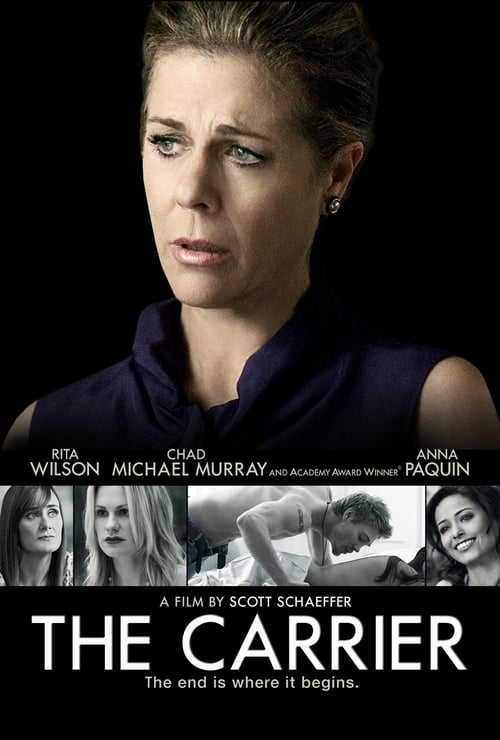 RITA CHAD ANNA
WILSON MICHAEL MURRAY AND ACADEMY AWARD WINNER© PAQUIN
A FILM BY SCOTT SCHAEFFER
THE CARRIER
The end is where it begins.